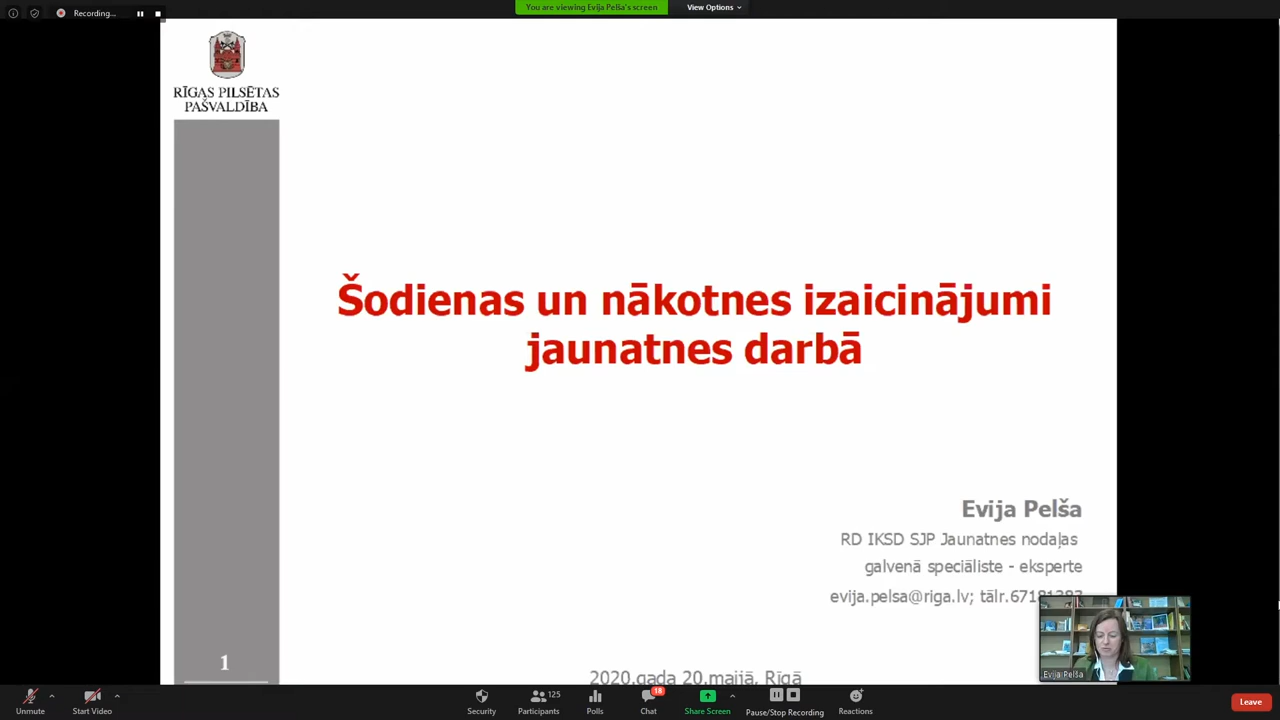 Recording...
You are viewing Evija Pelša's screen
View Options
RĪGAS PILSĒTAS
PAŠVALDĪBA
Šodienas un nākotnes izaicinājumi
jaunatnes darbā
Evija Pelša
RD IKSD SJP Jaunatnes nodaļas
galvenā speciāliste - eksperte
evija.pelsa@riga.lv; tālr.
Evija Pelša
1
2020.gada 20.maijā, Rīgā
Unmute
Start Video
Security
Participants
125
Polls
Chat
18
Share Screen
Pause/Stop Recording
Reactions
Leave